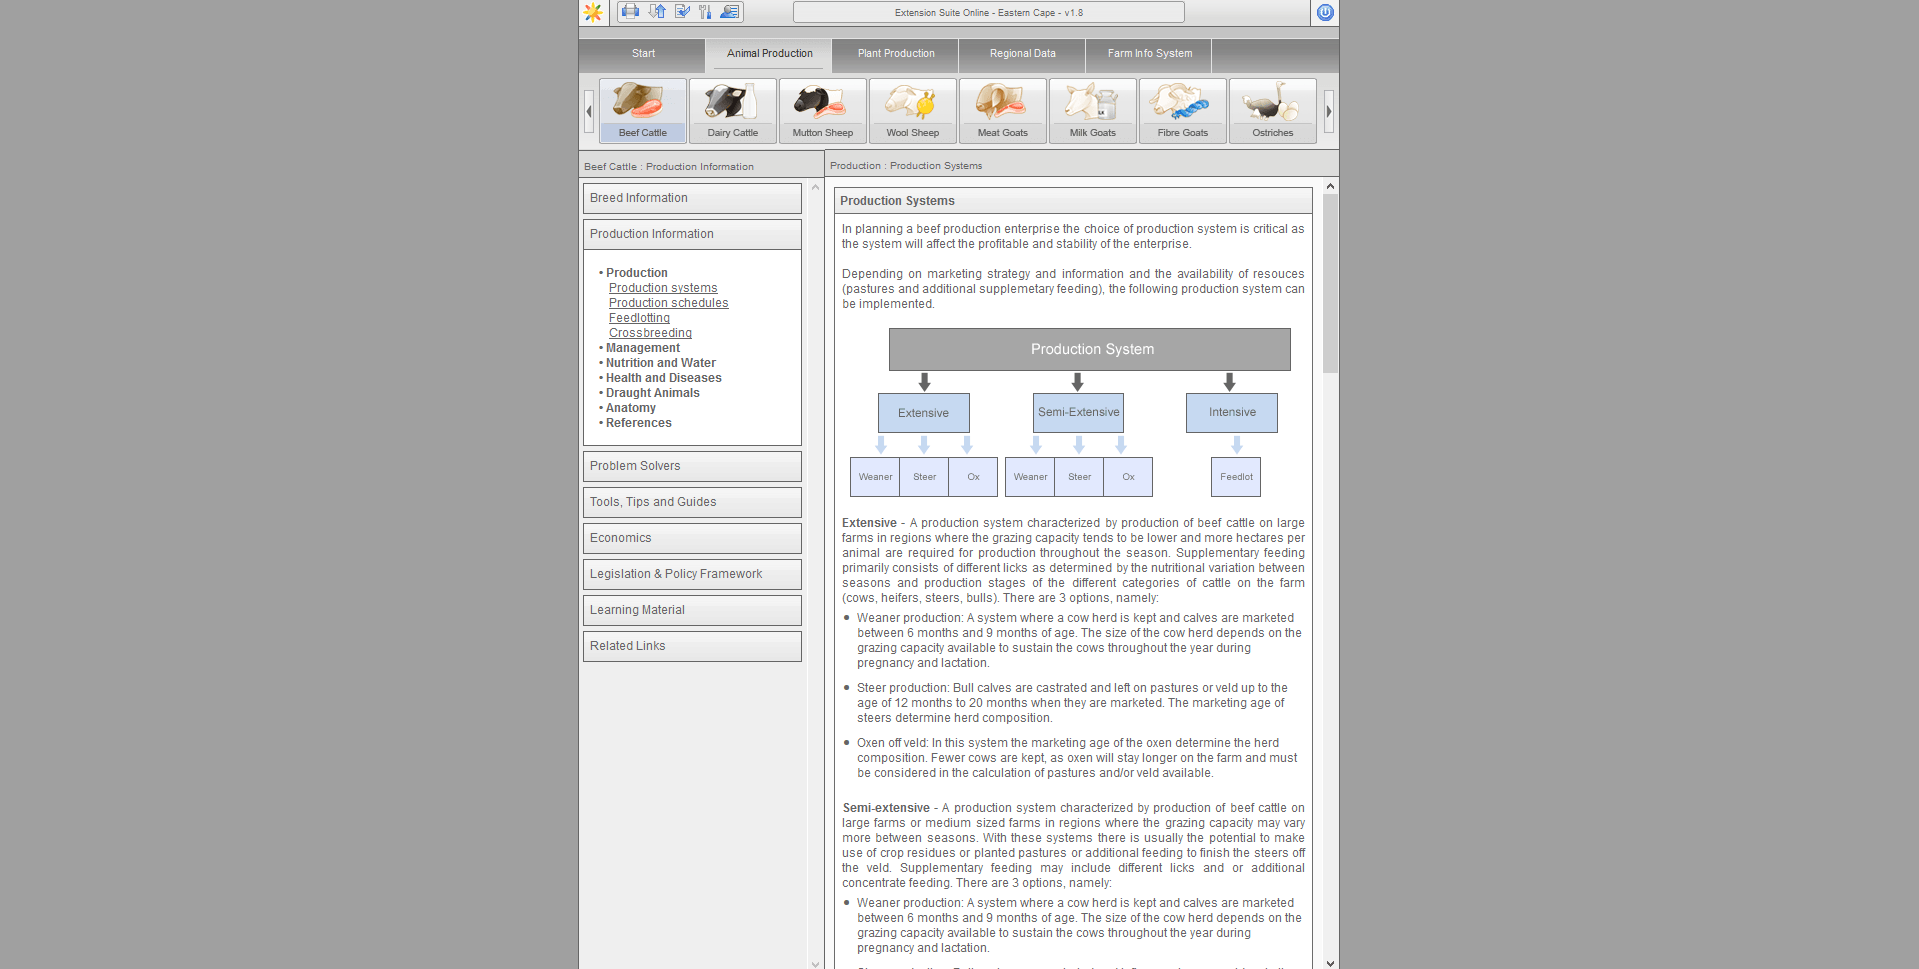 Extension Suite Online - Eastern Cape - v1.8
Start
Animal Production
Plant Production
Regional Data
Farm Info System
Beef Cattle
Dairy Cattle
Mutton Sheep
Wool Sheep
Meat Goats
Milk Goats
Fibre Goats
Ostriches
Beef Cattle : Production Information
Breed Information
Production Information
• Production
Production systems
Production schedules
Feedlotting
Crossbreeding
• Management
• Nutrition and Water
• Health and Diseases
• Draught Animals
• Anatomy
• References
Problem Solvers
Tools, Tips and Guides
Economics
Legislation & Policy Framework
Learning Material
Related Links
Production : Production Systems
Production Systems
In planning a beef production enterprise the choice of production system is critical as
the system will affect the profitable and stability of the enterprise.
Depending on marketing strategy and information and the availability of resouces
(pastures and additional supplemetary feeding), the following production system can
be implemented.
Production System
Extensive
Semi-Extensive
Intensive
Weaner
Steer
Ox
Weaner
Steer
Ox
Feedlot
Extensive - A production system characterized by production of beef cattle on large
farms in regions where the grazing capacity tends to be lower and more hectares per
animal are required for production throughout the season. Supplementary feeding
primarily consists of different licks as determined by the nutritional variation between
seasons and production stages of the different categories of cattle on the farm
(cows, heifers, steers, bulls). There are 3 options, namely:
• Weaner production: A system where a cow herd is kept and calves are marketed
between 6 months and 9 months of age. The size of the cow herd depends on the
grazing capacity available to sustain the cows throughout the year during
pregnancy and lactation.
• Steer production: Bull calves are castrated and left on pastures or veld up to the
age of 12 months to 20 months when they are marketed. The marketing age of
steers determine herd composition.
• Oxen off veld: In this system the marketing age of the oxen determine the herd
composition. Fewer cows are kept, as oxen will stay longer on the farm and must
be considered in the calculation of pastures and/or veld available.
Semi-extensive - A production system characterized by production of beef cattle on
large farms or medium sized farms in regions where the grazing capacity may vary
more between seasons. With these systems there is usually the potential to make
use of crop residues or planted pastures or additional feeding to finish the steers off
the veld. Supplementary feeding may include different licks and or additional
concentrate feeding. There are 3 options, namely:
• Weaner production: A system where a cow herd is kept and calves are marketed
between 6 months and 9 months of age. The size of the cow herd depends on the
grazing capacity available to sustain the cows throughout the year during
pregnancy and lactation.